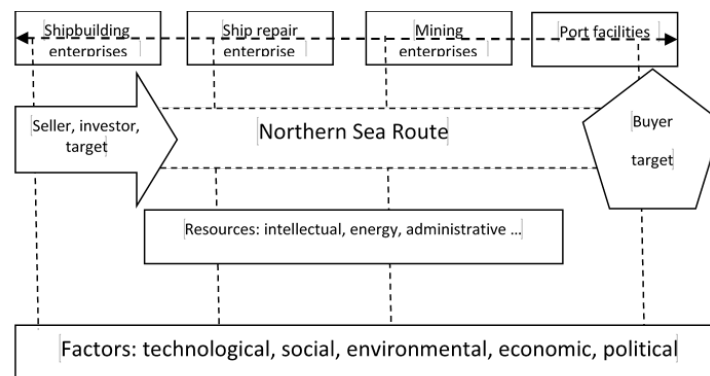 Shipbuilding
enterprises
Ship repair
enterprise
Mining
enterprises
Port facilities
Seller, investor,
target
Northern Sea Route
Buyer
target
Resources: intellectual, energy, administrative ...
Factors: technological, social, environmental, economic, political